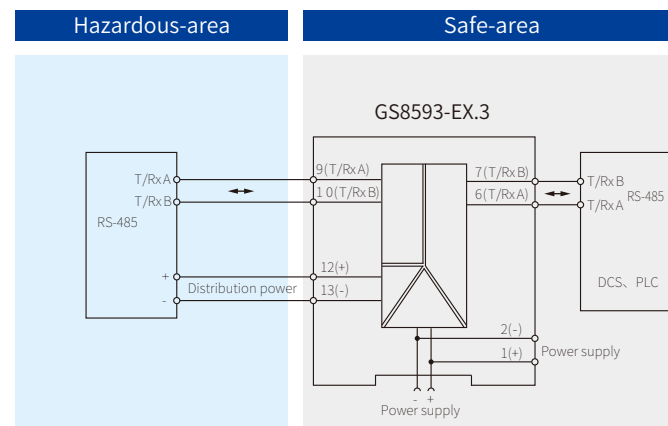 Hazardous-area
Safe-area
GS8593-EX.3
T/RxA
T/RxB
RS-485
+
-
Distribution power
9(T/RxA)
10(T/RxB)
12(+)
13(-)
7(T/RxB)
6(T/RxA)
2(-)
1(+)
Power supply
- +
Power supply
T/RxB
RS-485
T/RxA
DCS、PLC